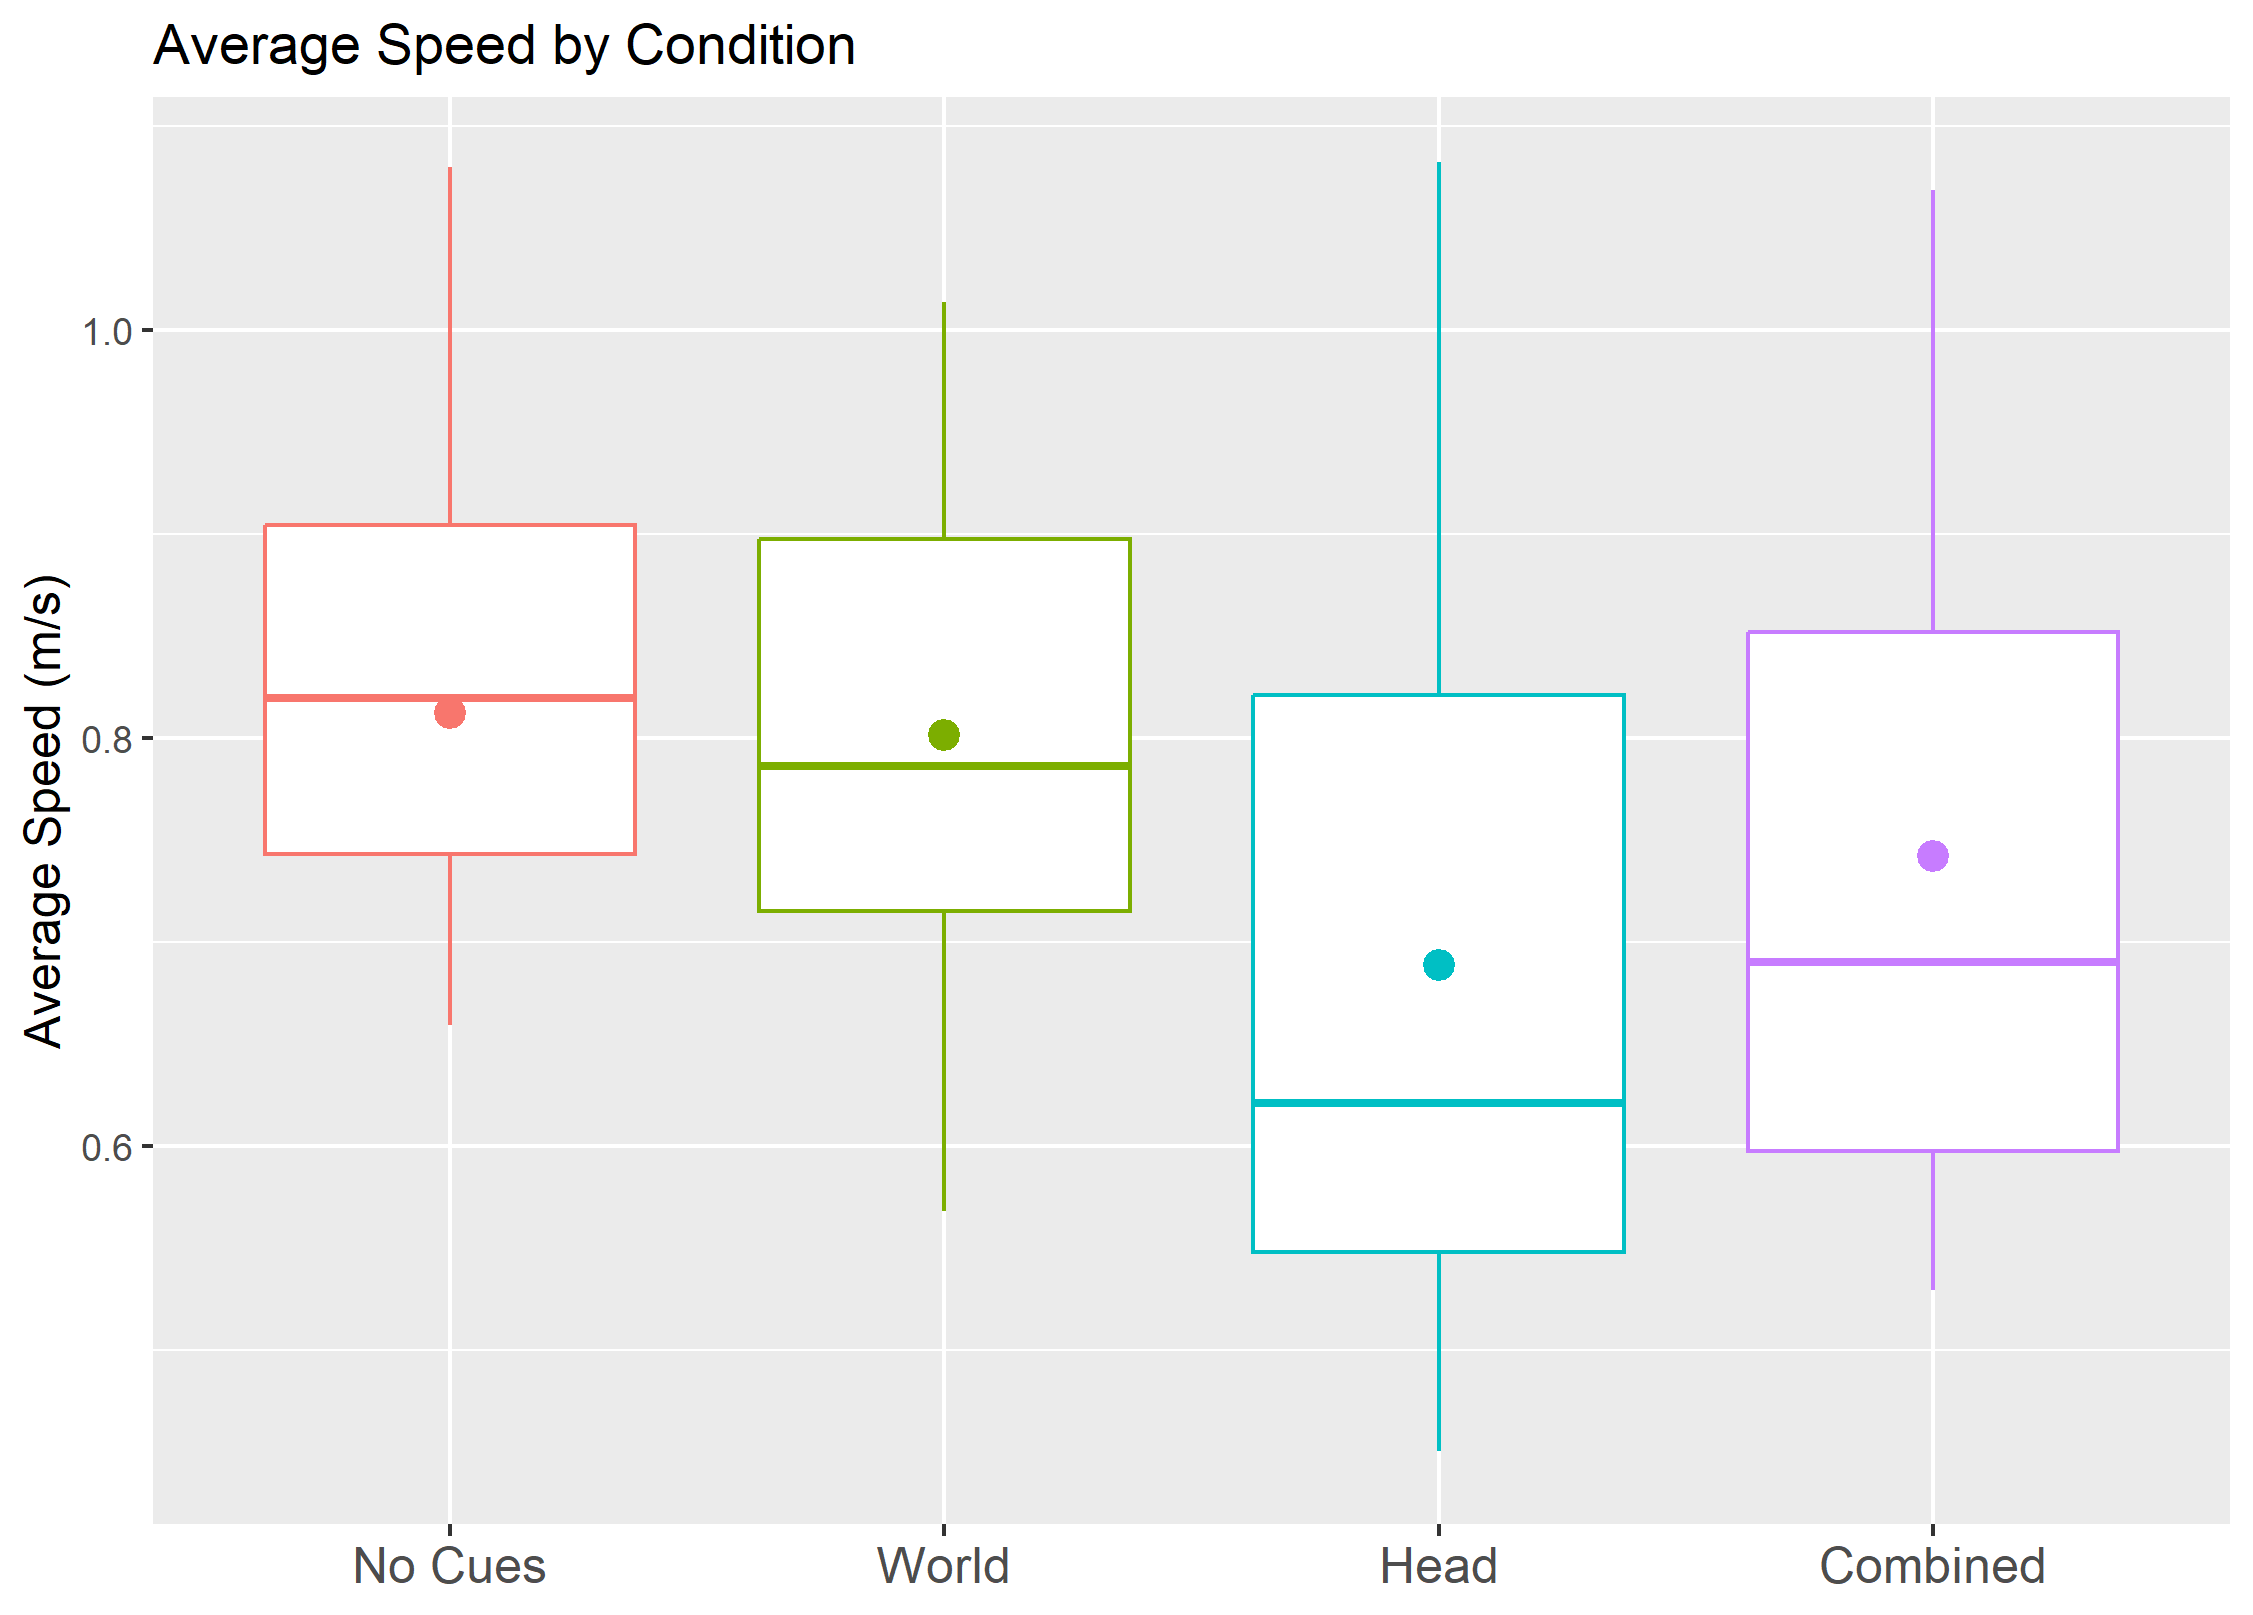 Average Speed by Condition
Average Speed (m/s)
1.0
0.8
0.6
No Cues
World
Head
Combined